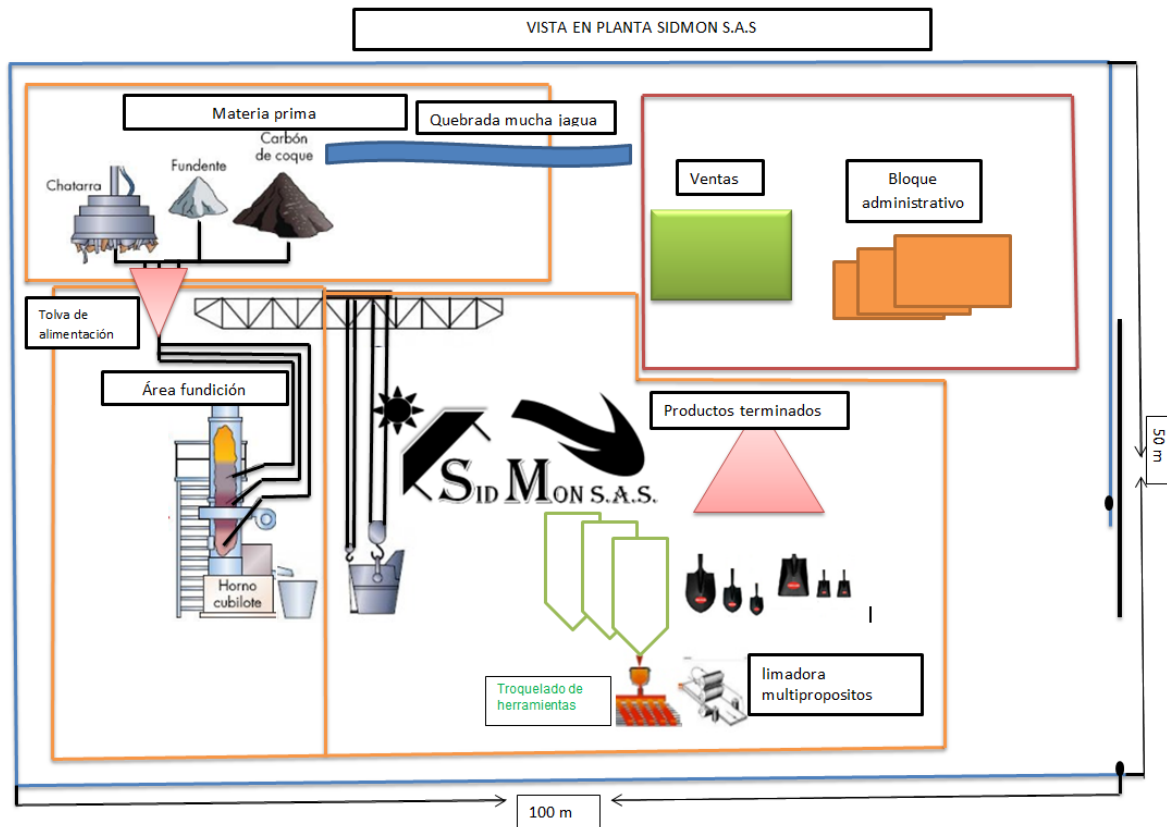 VISTA EN PLANTA SIDMON S.A.S
Materia prima
Quebrada mucha jagua
Carbón
de coque
Fundente
Chatarra
Ventas
Bloque
administrativo
Tolva de
alimentación
Área fundición
Productos terminados
SID MON S.A.S.
50 m
Horno
cubilote
Troquelado de
herramientas
limadora
multipropositos
100 m